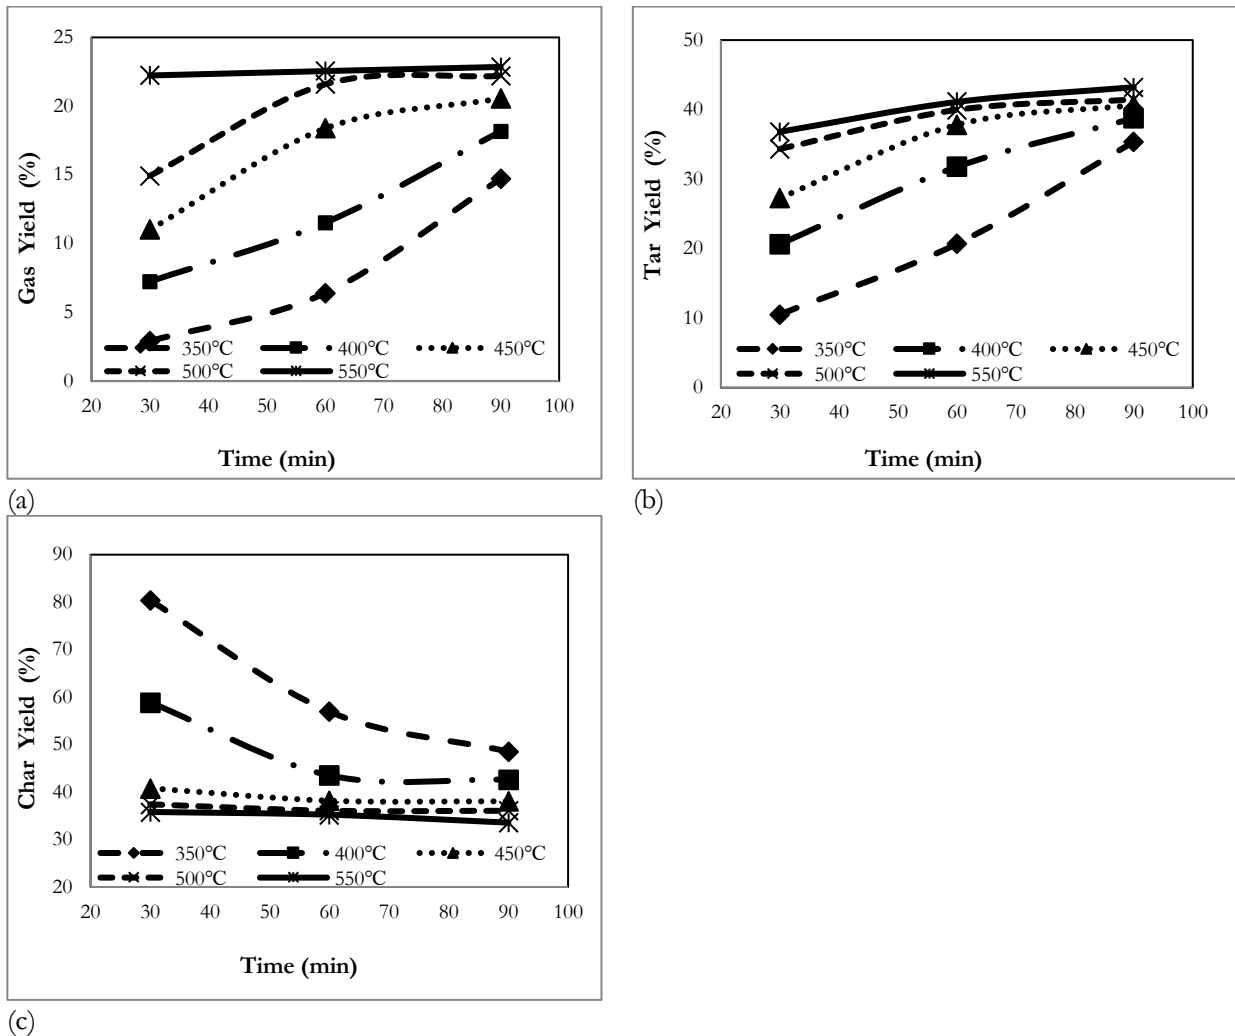 25
20
15
10
5
0
20 30 40 50 60 70 80 90 100
Gas Yield (%)
Time (min)
350°C 400°C 450°C
500°C 550°C
(a)
50
40
30
20
10
0
20 30 40 50 60 70 80 90 100
Tar Yield (%)
Time (min)
350°C 400°C 450°C
500°C 550°C
(b)
90
80
70
60
50
40
30
20
20 30 40 50 60 70 80 90 100
Char Yield (%)
Time (min)
350°C 400°C 450°C
500°C 550°C
(c)